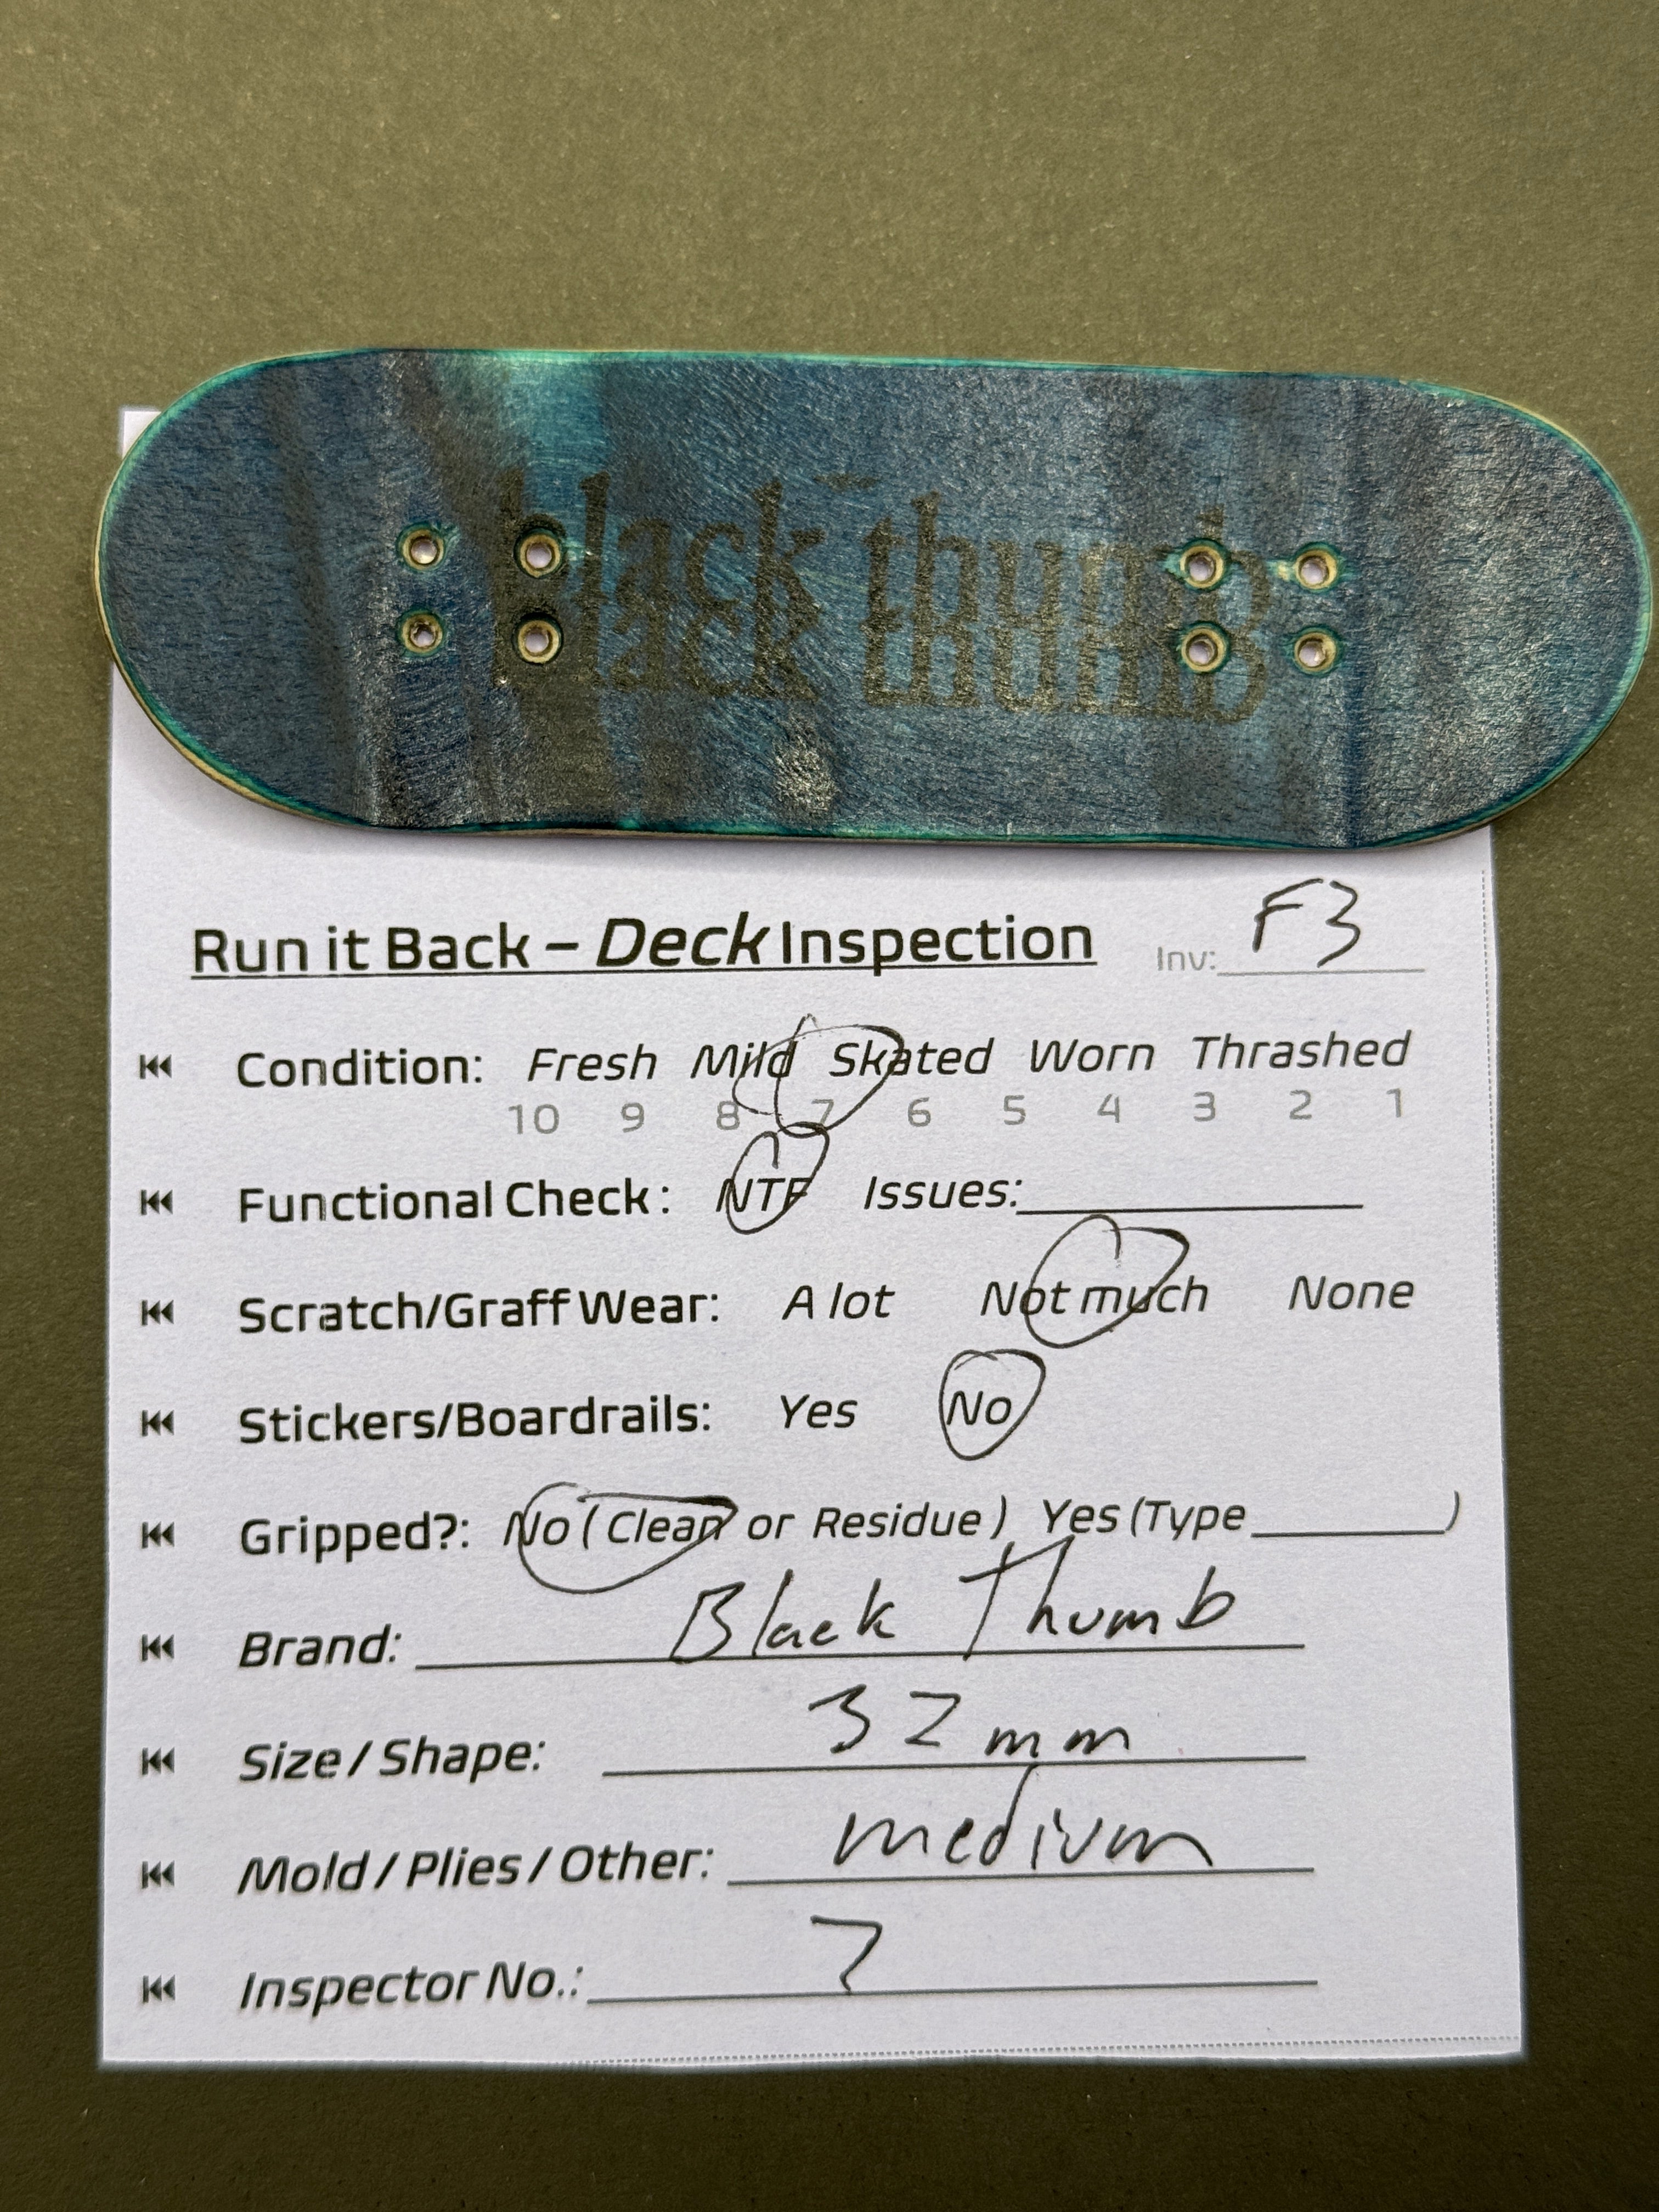 black thumb
black thumb
Run it Back – Deck Inspection Inv: F3
Condition: Fresh Mild Skated Worn Thrashed
10 9 8 7 6 5 4 3 2 1
Functional Check: NTF Issues:
Scratch/Graff Wear: A lot Not much None
Stickers/Boardrails: Yes No
Gripped?: No (Clean or Residue) Yes (Type )
Brand: Black Thumb
Size / Shape: 32mm
Mold / Plies / Other: medium
Inspector No.: 7